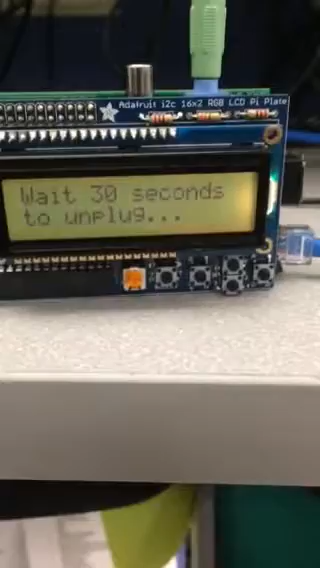 Adafruit i2c 16x2 RGB LCD Pi Plate
Wait 30 seconds
to unplug...